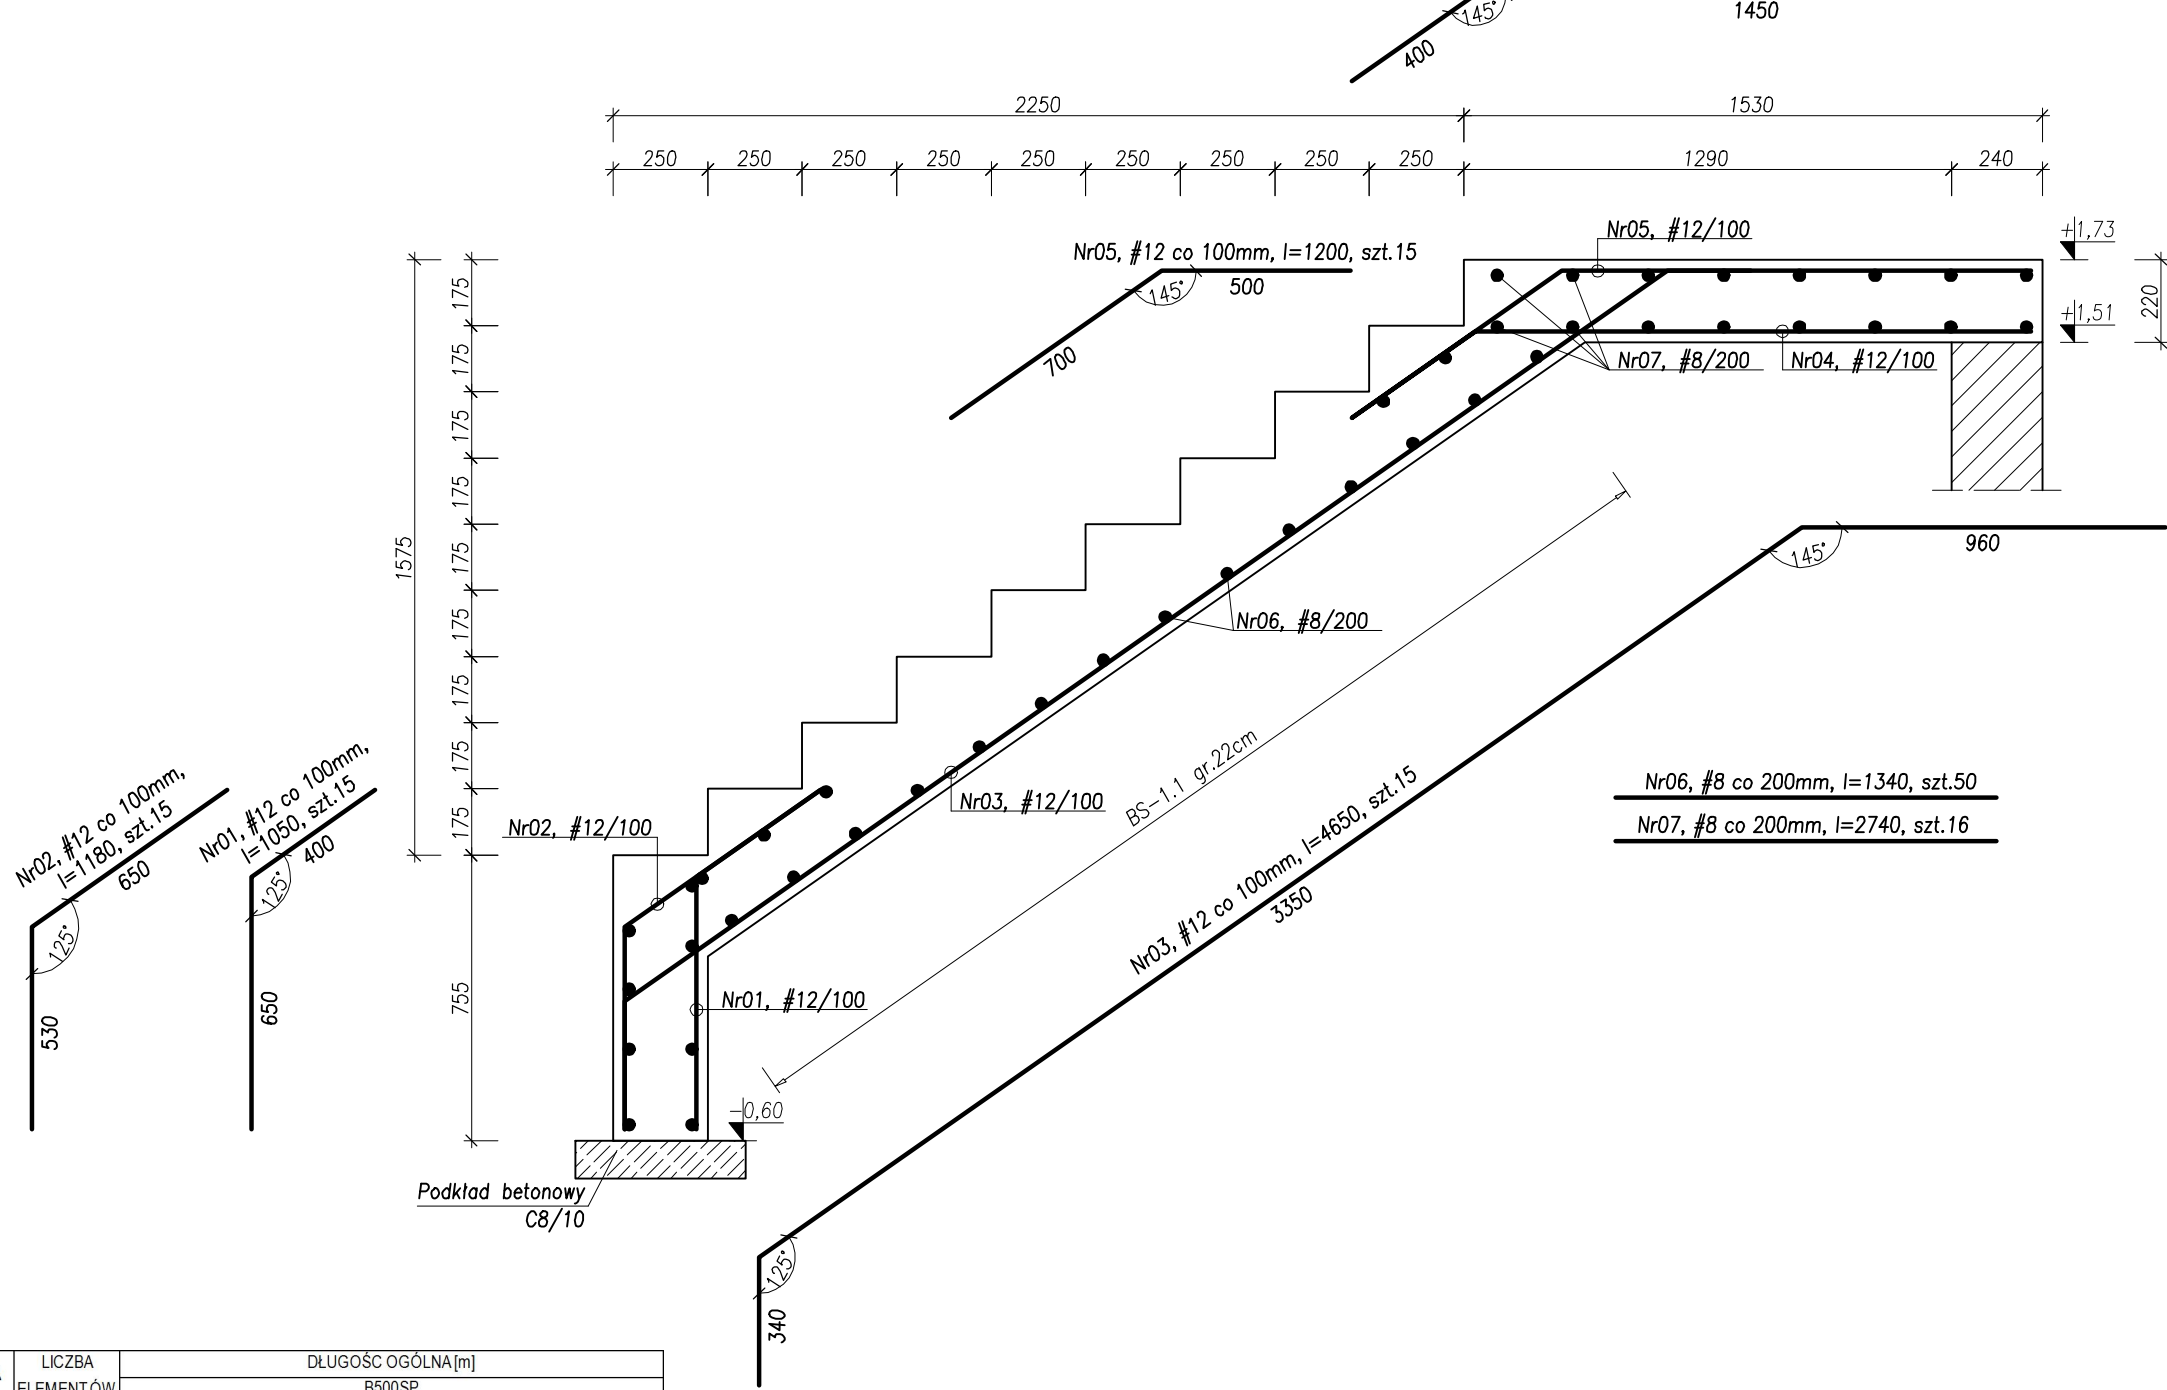 145°
1450
400
2250
1530
250
250
250
250
250
250
250
250
250
1290
240
Nr05, #12 co 100mm, l=1200, szt.15
145°
500
700
Nr05, #12/100
+1,73
+1,51
220
Nr07, #8/200
Nr04, #12/100
175
175
175
175
175
175
175
175
175
1575
755
960
145°
Nr06, #8/200
BS-1.1 gr.22cm
Nr03, #12/100
Nr02, #12/100
Nr01, #12/100
Nr02, #12 co 100mm,
l=1180, szt.15
650
125°
530
Nr01, #12 co 100mm,
l=1050, szt.15
400
125°
650
Nr06, #8 co 200mm, l=1340, szt.50
Nr07, #8 co 200mm, l=2740, szt.16
Nr03, #12 co 100mm, l=4650, szt.15
3350
-0,60
Podkład betonowy
C8/10
125°
340
LICZBA
ELEMENTÓW
DŁUGOŚC OGÓLNA [m]
B500SP